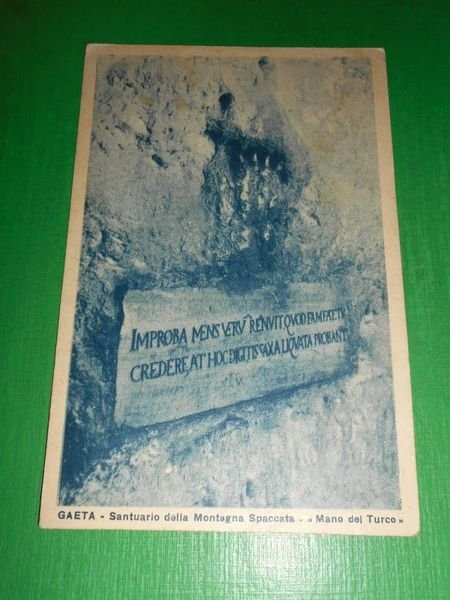 IMPROBA MENS VERV̂ RENVIT QVOD FAMA FATETVR
CREDERE, AT HOC DIGITIS SAXA LIQVATA PROBANT
GAETA - Santuario della Montagna Spaccata - « Mano del Turco »